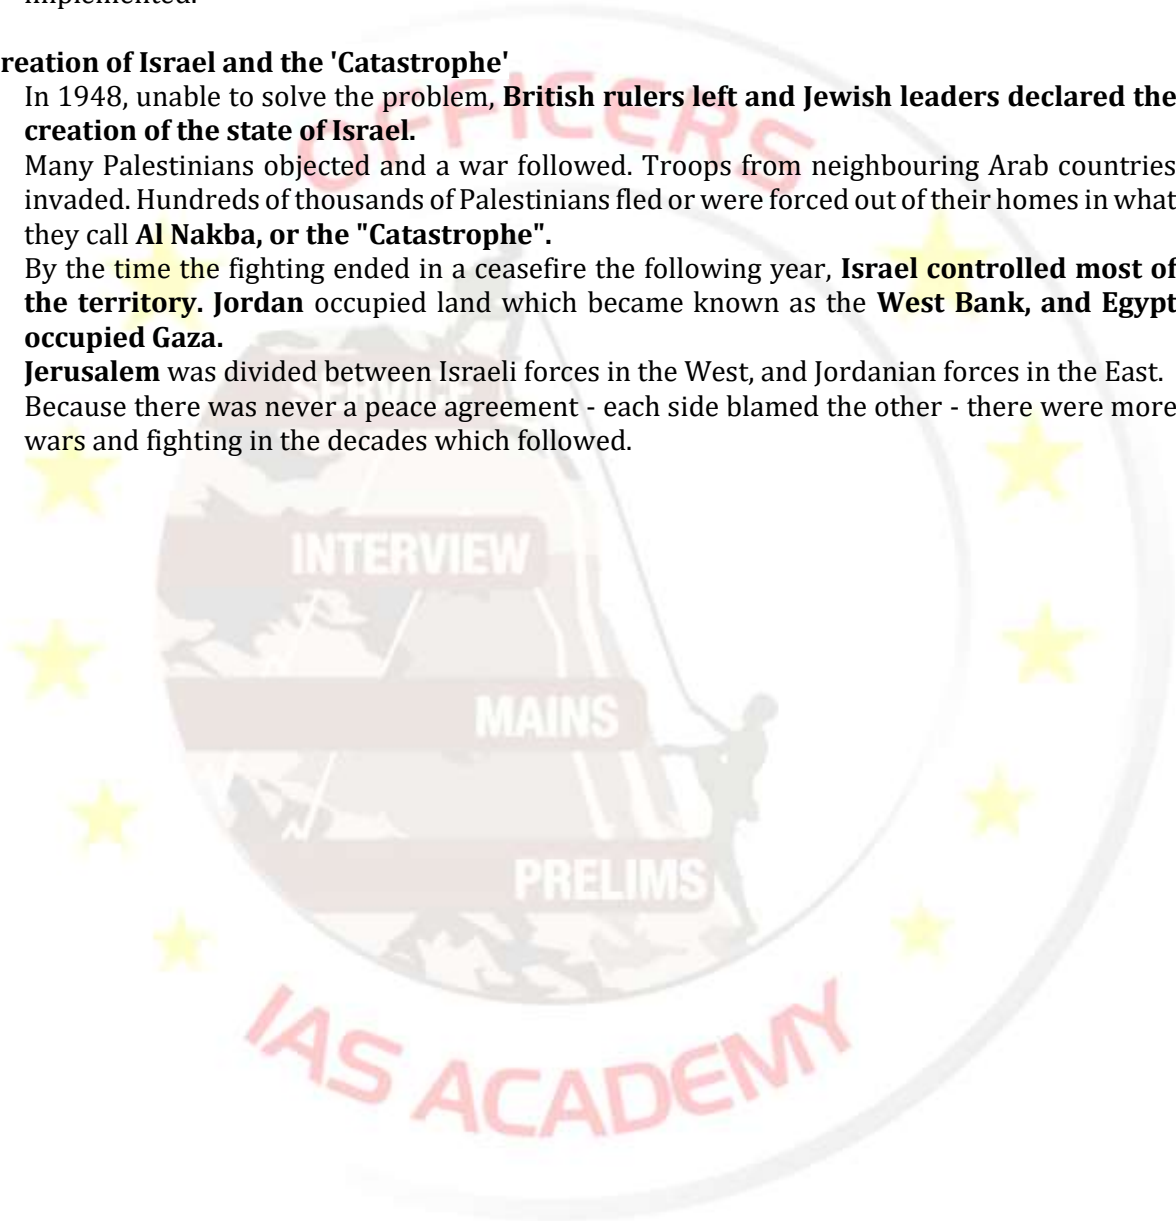 implemented.
reation of Israel and the 'Catastrophe'
In 1948, unable to solve the problem, British rulers left and Jewish leaders declared the
creation of the state of Israel.
Many Palestinians objected and a war followed. Troops from neighbouring Arab countries
invaded. Hundreds of thousands of Palestinians fled or were forced out of their homes in what
they call Al Nakba, or the "Catastrophe".
By the time the fighting ended in a ceasefire the following year, Israel controlled most of
the territory. Jordan occupied land which became known as the West Bank, and Egypt
occupied Gaza.
Jerusalem was divided between Israeli forces in the West, and Jordanian forces in the East.
Because there was never a peace agreement - each side blamed the other - there were more
wars and fighting in the decades which followed.
OFFICERS
SERVICE
INTERVIEW
MAINS
PRELIMS
IAS ACADEMY